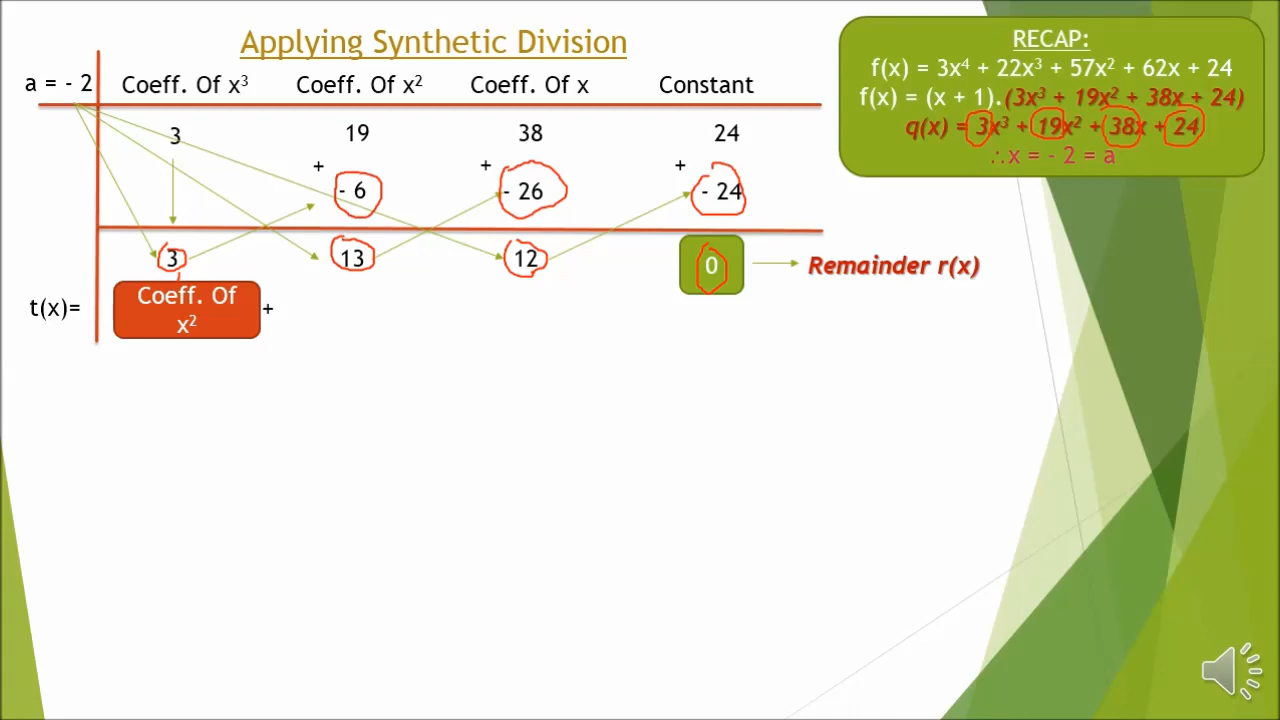 Applying Synthetic Division
a = - 2 Coeff. Of x³ Coeff. Of x² Coeff. Of x Constant
3 19 38 24
+ + +
- 6 - 26 - 24
3 13 12 0 Remainder r(x)
t(x)= Coeff. Of x² +
RECAP:
f(x) = 3x⁴ + 22x³ + 57x² + 62x + 24
f(x) = (x + 1).(3x³ + 19x² + 38x + 24)
q(x) = 3x³ + 19x² + 38x + 24
∴x = - 2 = a